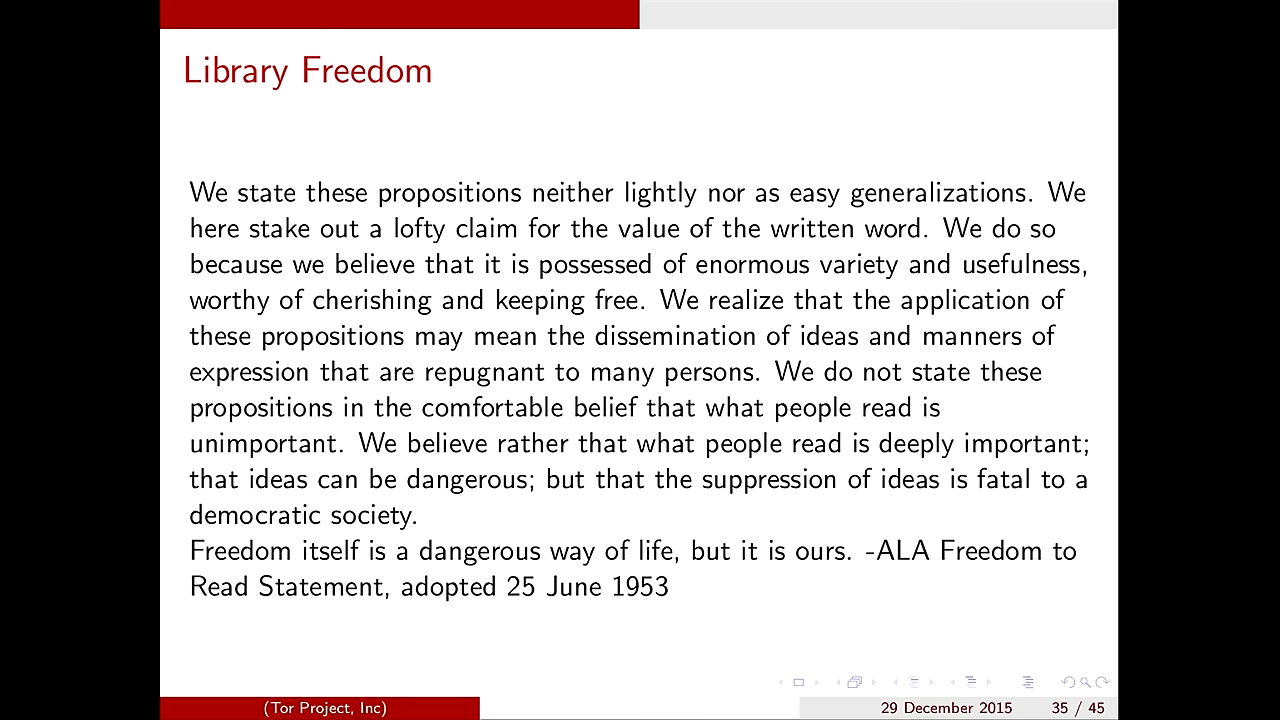 Library Freedom
We state these propositions neither lightly nor as easy generalizations. We
here stake out a lofty claim for the value of the written word. We do so
because we believe that it is possessed of enormous variety and usefulness,
worthy of cherishing and keeping free. We realize that the application of
these propositions may mean the dissemination of ideas and manners of
expression that are repugnant to many persons. We do not state these
propositions in the comfortable belief that what people read is
unimportant. We believe rather that what people read is deeply important;
that ideas can be dangerous; but that the suppression of ideas is fatal to a
democratic society.
Freedom itself is a dangerous way of life, but it is ours. -ALA Freedom to
Read Statement, adopted 25 June 1953
(Tor Project, Inc) 29 December 2015 35 / 45